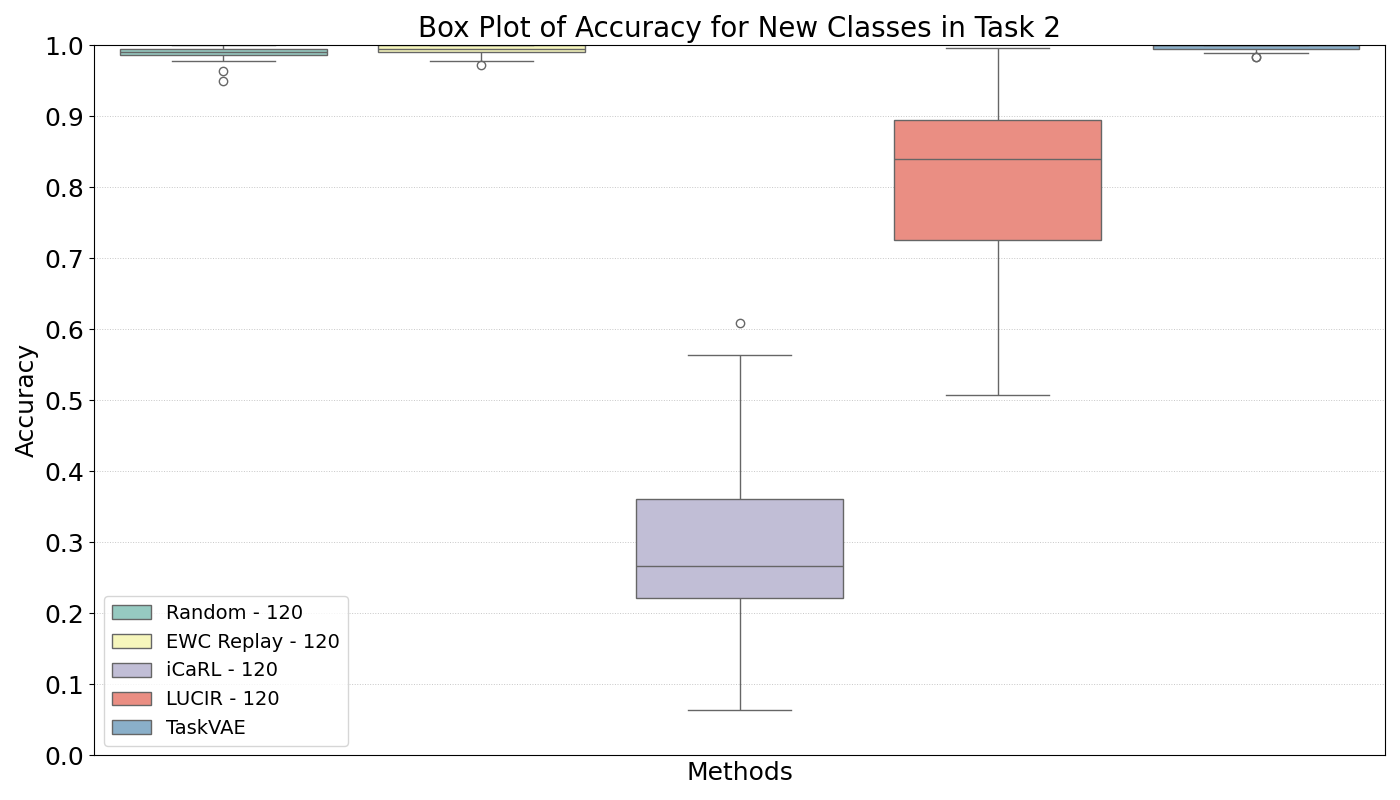 Box Plot of Accuracy for New Classes in Task 2
1.0
0.9
0.8
0.7
0.6
0.5
0.4
0.3
0.2
0.1
0.0
Accuracy
Methods
Random - 120
EWC Replay - 120
iCaRL - 120
LUCIR - 120
TaskVAE